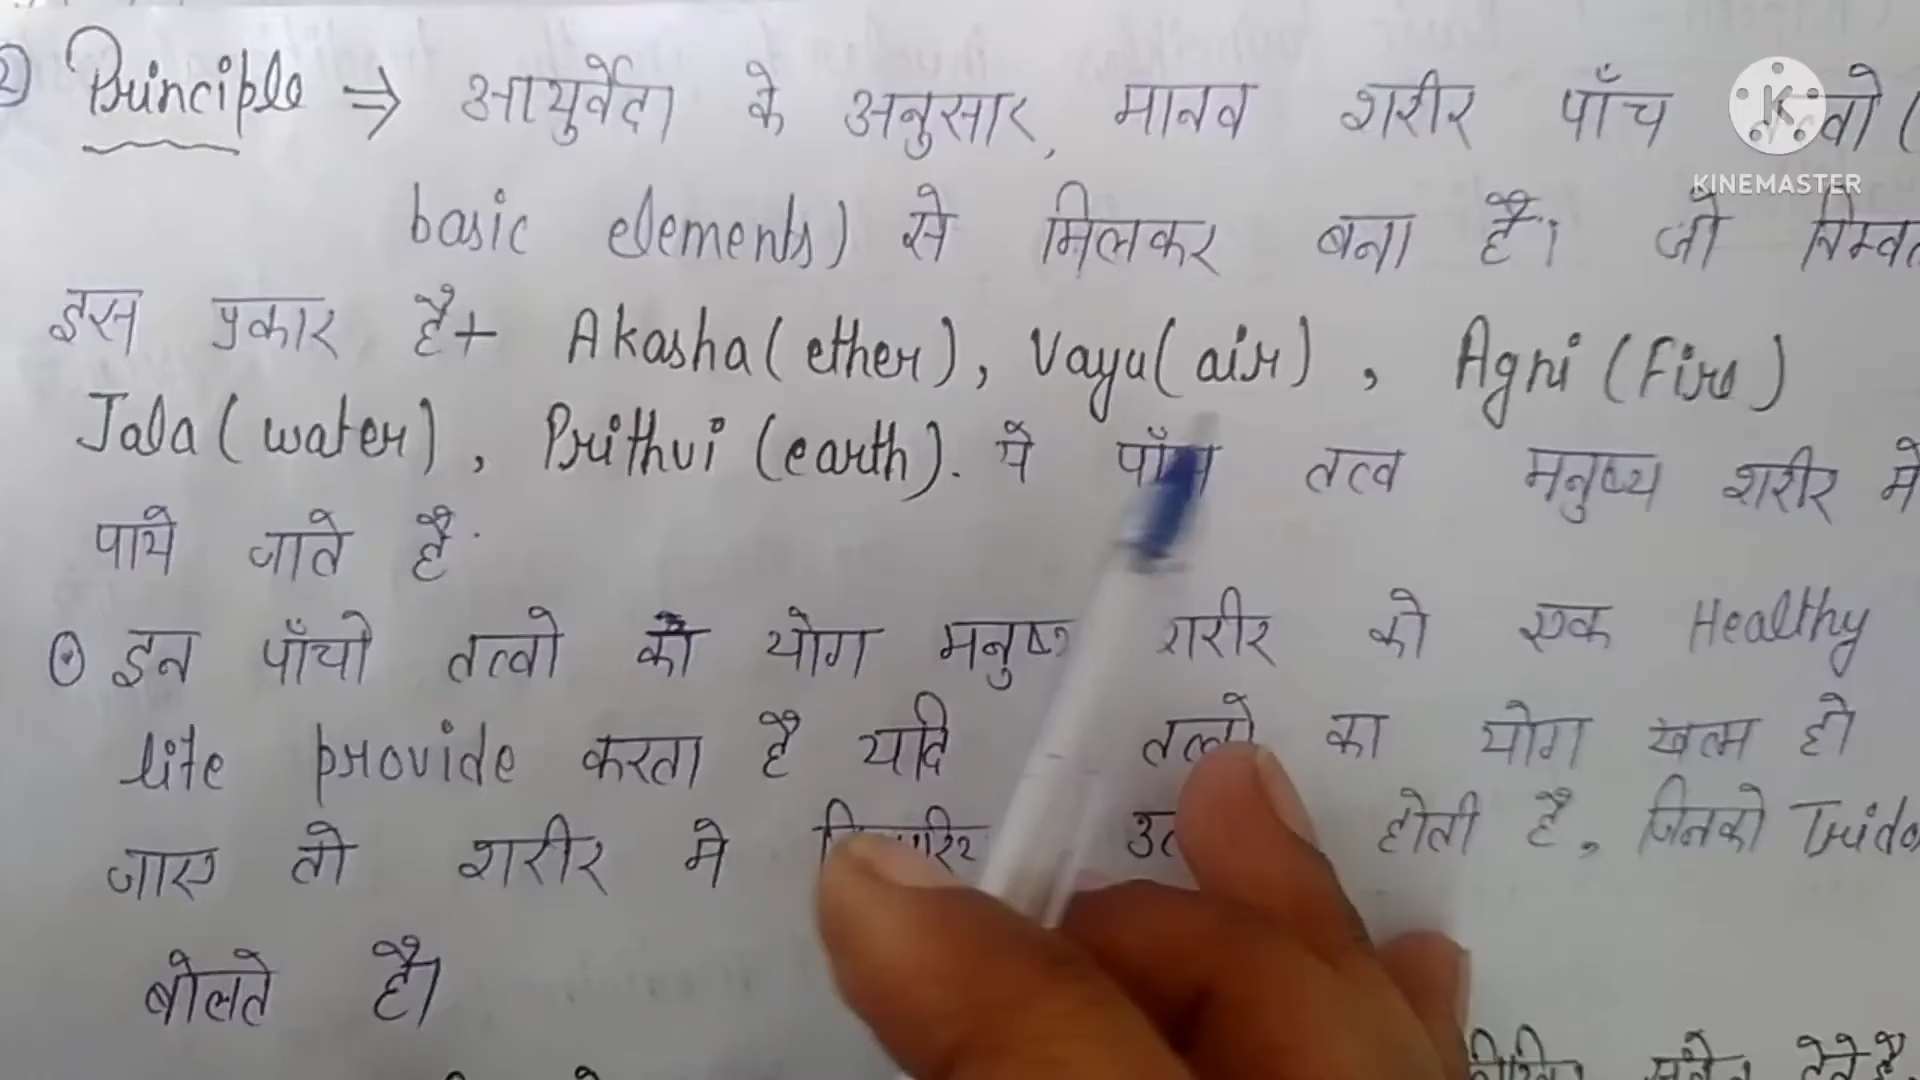 Principle ⇒ आयुर्वेदा के अनुसार, मानव शरीर पाँच (
KINEMASTER
basic elements) से मिलकर बना है। जो
इस प्रकार है+ Akasha (ether), Vayu (air), Agni (Fire)
Jala (water), Prithvi (earth). ये पाँच तत्व मनुष्य शरीर मे
पाये जाते है.
इन पाँचो तत्वो का योग मनुष्य शरीर को एक Healthy
life provide करता है यदि तत्वो का योग खत्म हो
जाए तो शरीर मे होती है, जिनको
बोलते है।